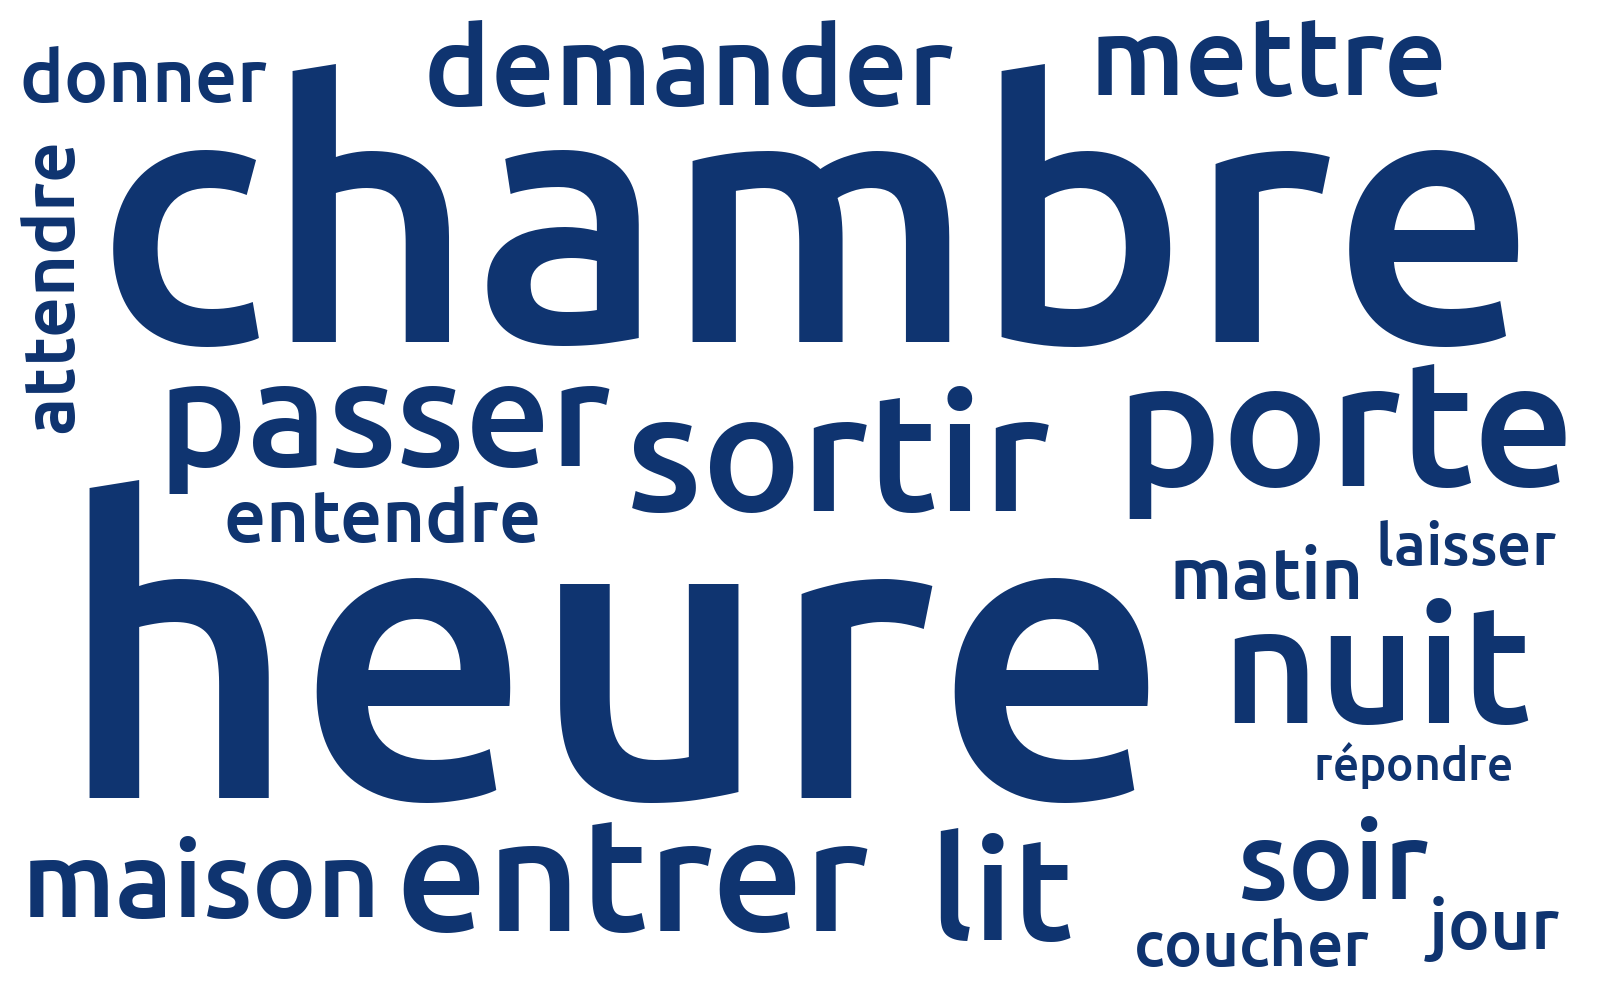 donner
demander
mettre
attendre
chambre
passer
sortir
porte
entendre
heure
matin
laisser
nuit
répondre
maison
entrer
lit
soir
coucher
jour